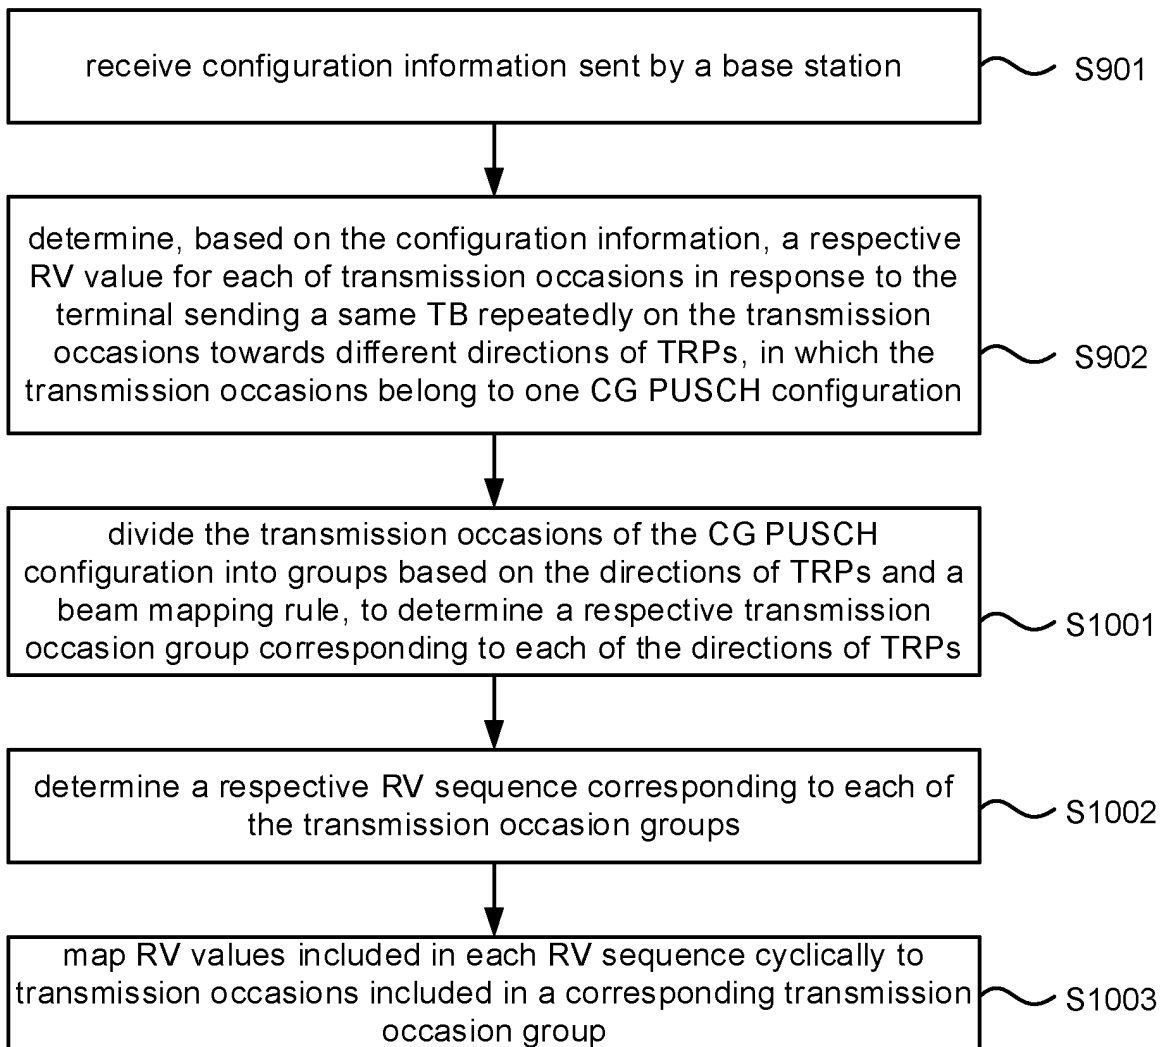 receive configuration information sent by a base station
S901
determine, based on the configuration information, a respective
RV value for each of transmission occasions in response to the
terminal sending a same TB repeatedly on the transmission
occasions towards different directions of TRPs, in which the
transmission occasions belong to one CG PUSCH configuration
S902
divide the transmission occasions of the CG PUSCH
configuration into groups based on the directions of TRPs and a
beam mapping rule, to determine a respective transmission
occasion group corresponding to each of the directions of TRPs
S1001
determine a respective RV sequence corresponding to each of
the transmission occasion groups
S1002
map RV values included in each RV sequence cyclically to
transmission occasions included in a corresponding transmission
occasion group
S1003